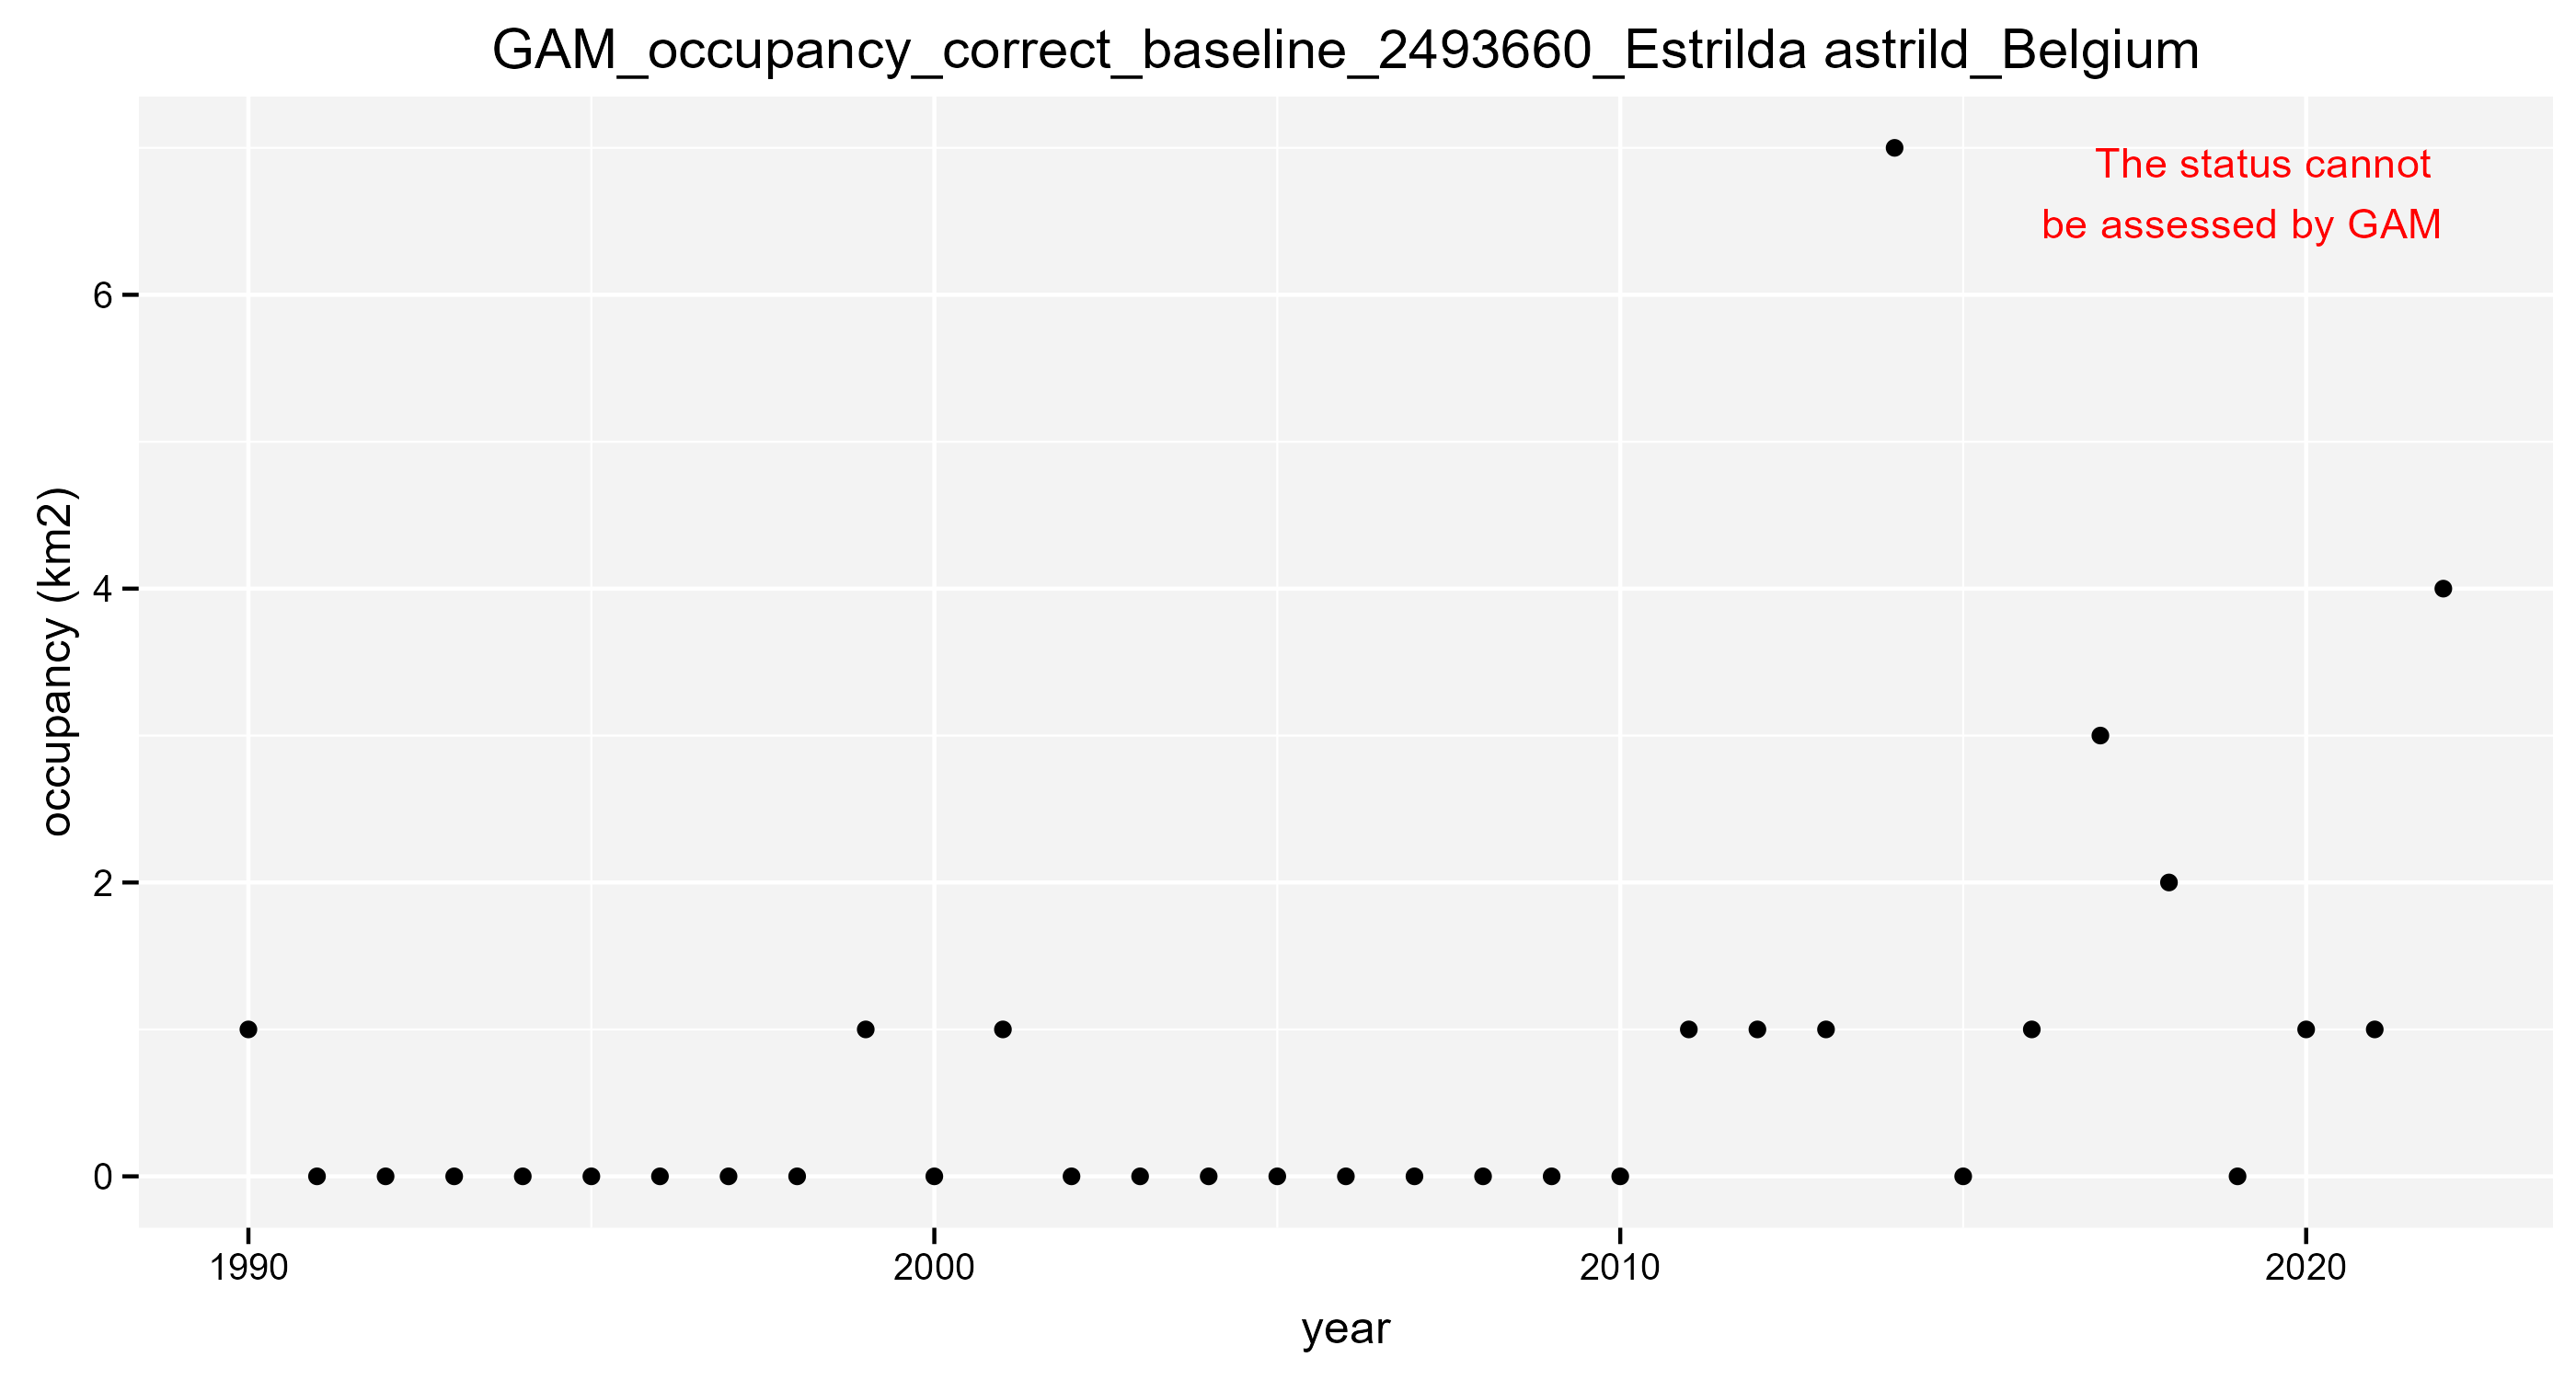 GAM_occupancy_correct_baseline_2493660_Estrilda astrild_Belgium
The status cannot
be assessed by GAM
occupancy (km2)
6
4
2
0
1990
2000
2010
2020
year